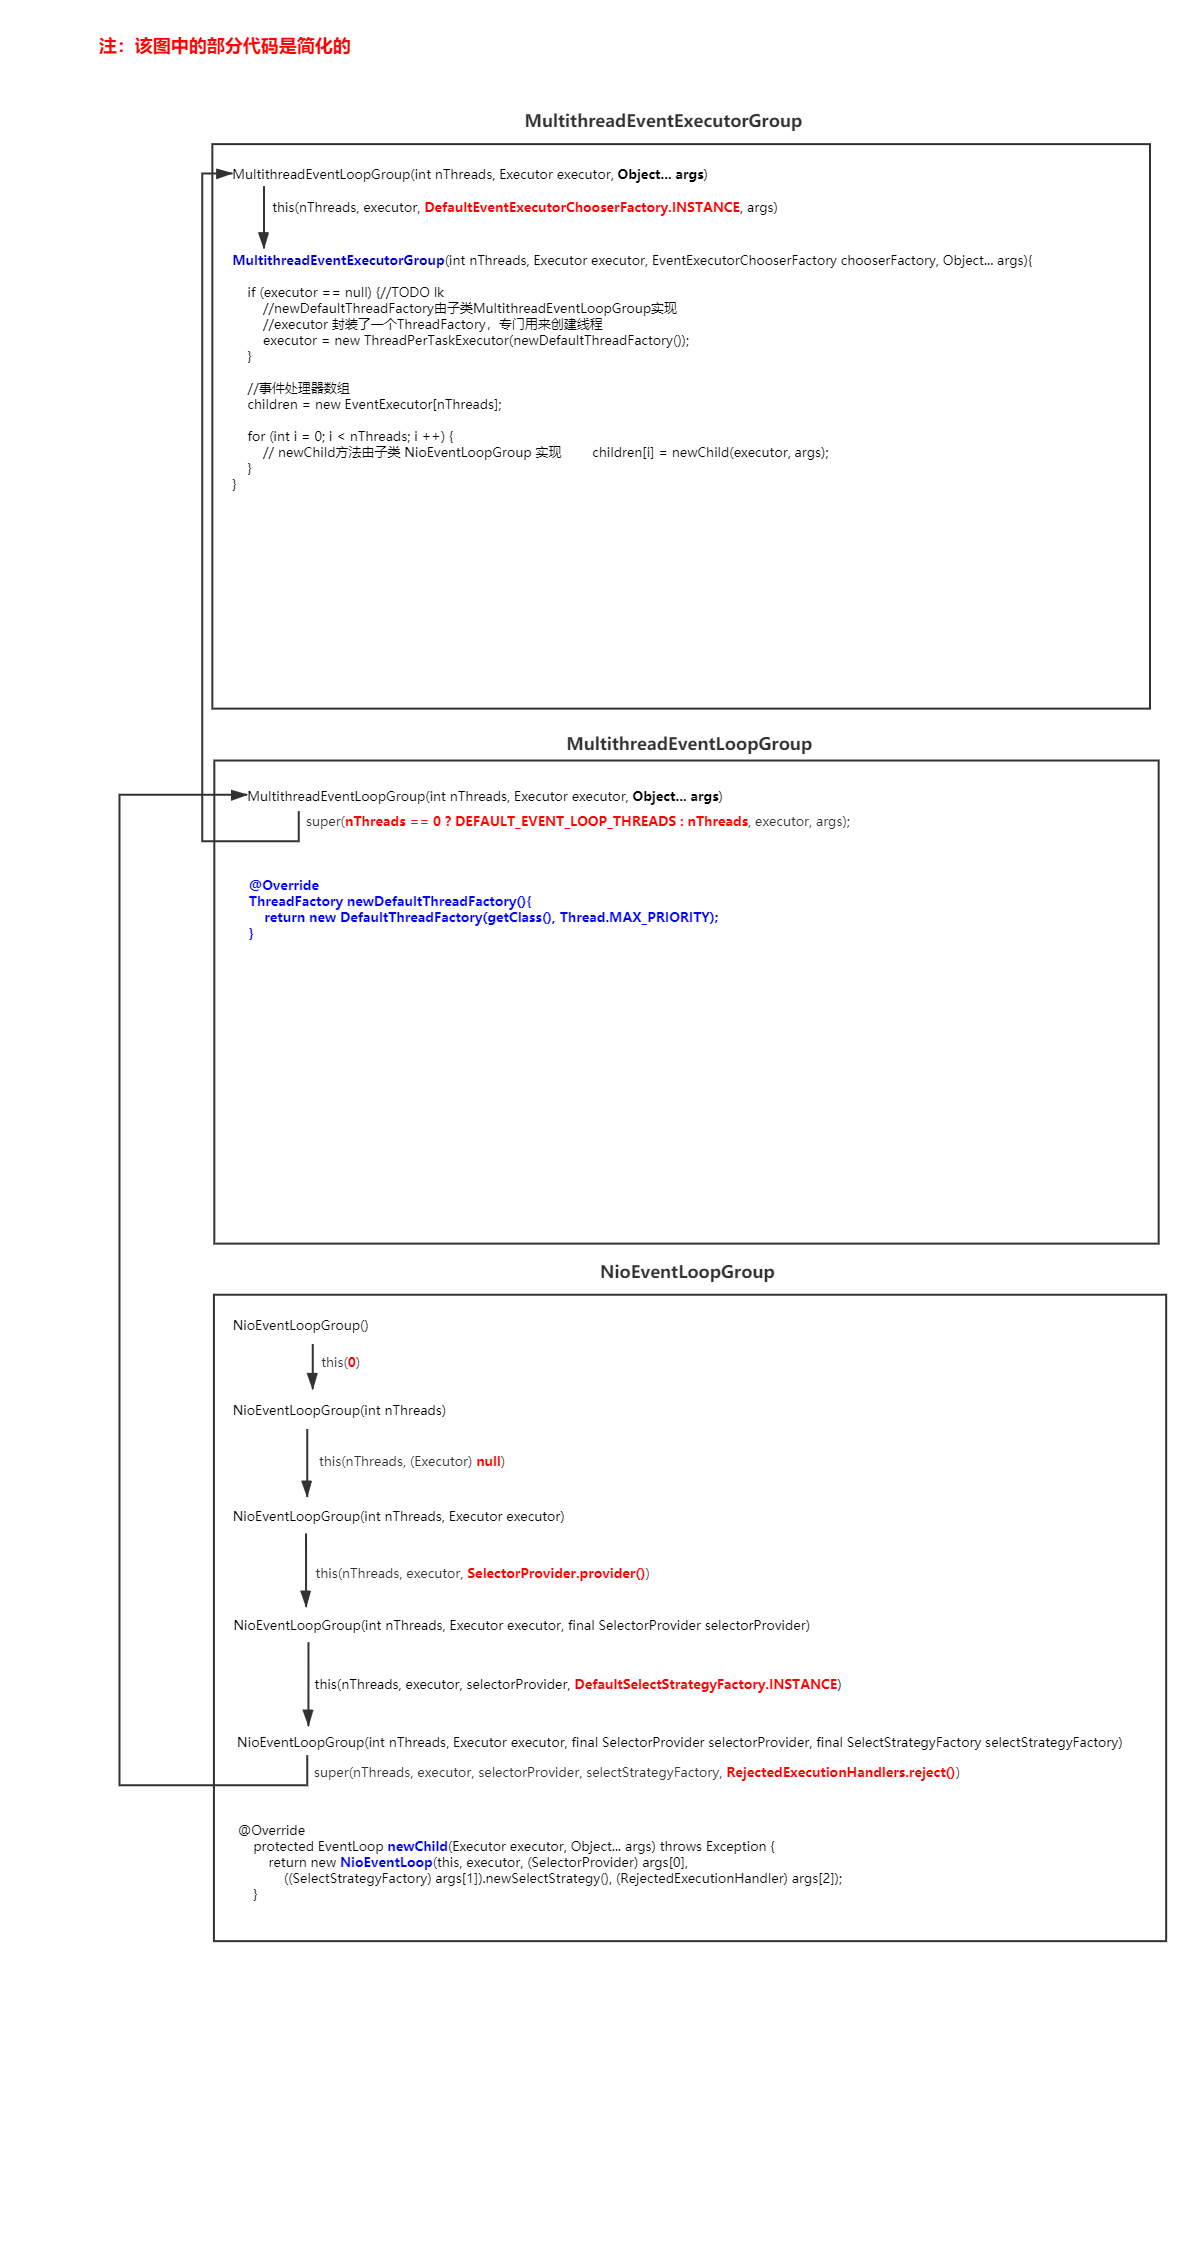 注：该图中的部分代码是简化的
MultithreadEventExecutorGroup
MultithreadEventLoopGroup(int nThreads, Executor executor, Object... args)
this(nThreads, executor, DefaultEventExecutorChooserFactory.INSTANCE, args)
MultithreadEventExecutorGroup(int nThreads, Executor executor, EventExecutorChooserFactory chooserFactory, Object... args){
if (executor == null) {//TODO lk
//newDefaultThreadFactory由子类MultithreadEventLoopGroup实现
//executor 封装了一个ThreadFactory，专门用来创建线程
executor = new ThreadPerTaskExecutor(newDefaultThreadFactory());
}
//事件处理器数组
children = new EventExecutor[nThreads];
for (int i = 0; i < nThreads; i ++) {
// newChild方法由子类 NioEventLoopGroup 实现 children[i] = newChild(executor, args);
}
}
MultithreadEventLoopGroup
MultithreadEventLoopGroup(int nThreads, Executor executor, Object... args)
super(nThreads == 0 ? DEFAULT_EVENT_LOOP_THREADS : nThreads, executor, args);
@Override
ThreadFactory newDefaultThreadFactory(){
return new DefaultThreadFactory(getClass(), Thread.MAX_PRIORITY);
}
NioEventLoopGroup
NioEventLoopGroup()
this(0)
NioEventLoopGroup(int nThreads)
this(nThreads, (Executor) null)
NioEventLoopGroup(int nThreads, Executor executor)
this(nThreads, executor, SelectorProvider.provider())
NioEventLoopGroup(int nThreads, Executor executor, final SelectorProvider selectorProvider)
this(nThreads, executor, selectorProvider, DefaultSelectStrategyFactory.INSTANCE)
NioEventLoopGroup(int nThreads, Executor executor, final SelectorProvider selectorProvider, final SelectStrategyFactory selectStrategyFactory)
super(nThreads, executor, selectorProvider, selectStrategyFactory, RejectedExecutionHandlers.reject())
@Override
protected EventLoop newChild(Executor executor, Object... args) throws Exception {
return new NioEventLoop(this, executor, (SelectorProvider) args[0],
((SelectStrategyFactory) args[1]).newSelectStrategy(), (RejectedExecutionHandler) args[2]);
}